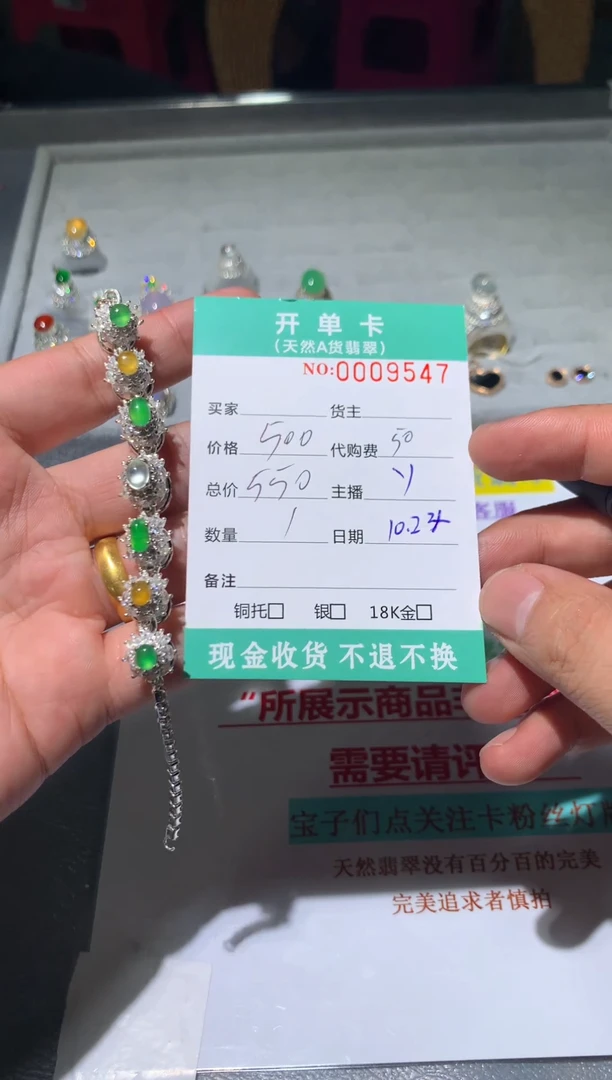 开单卡
(天然A货翡翠)
NO:0009547
买家 货主
价格 500 代购费 50
总价 550 主播 丫
数量 1 日期 10.24
备注
铜托□ 银□ 18K金□
现金收货 不退不换
"所展示商品
需要请评
宝子们点关注卡粉丝灯
天然翡翠没有百分百的完美
完美追求者慎拍